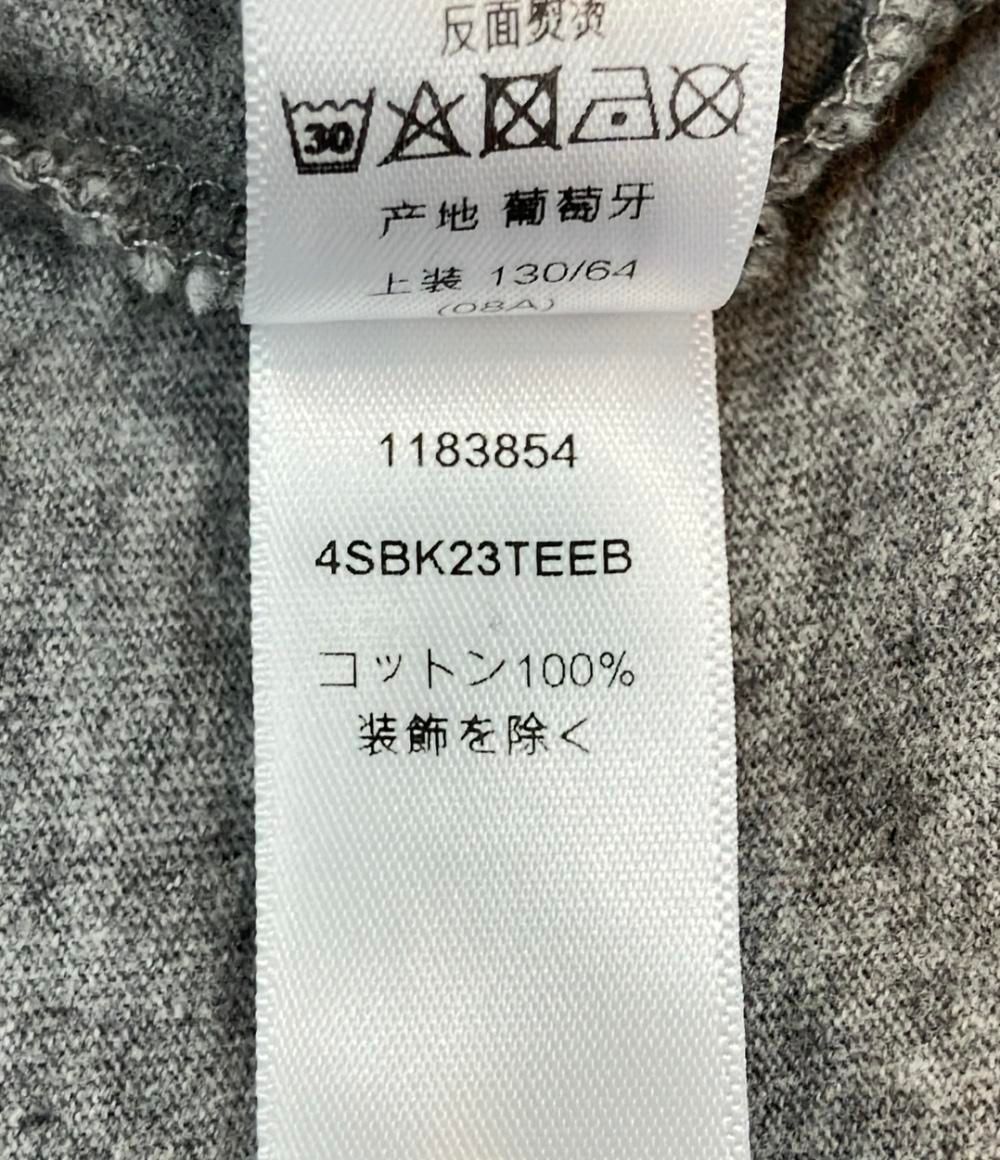 反面熨烫
30
产地 葡萄牙
上装 130/64
(08A)
1183854
4SBK23TEEB
コットン100%
装飾を除く